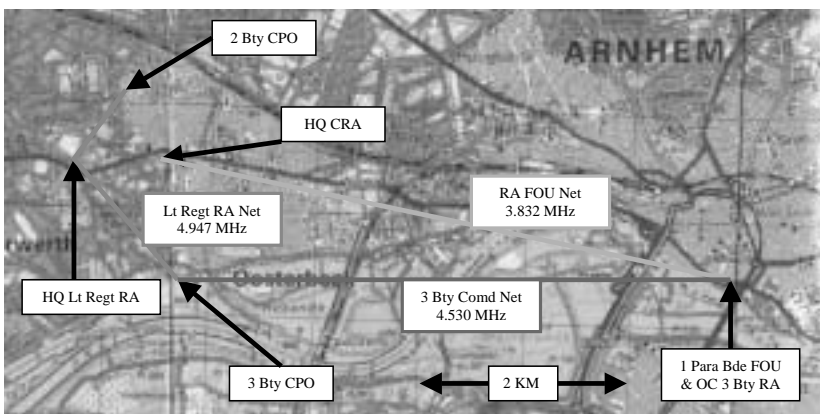 2 Bty CPO
ARNHEM
HQ CRA
Lt Regt RA Net
4.947 MHz
RA FOU Net
3.832 MHz
HQ Lt Regt RA
3 Bty Comd Net
4.530 MHz
3 Bty CPO
2 KM
1 Para Bde FOU
& OC 3 Bty RA